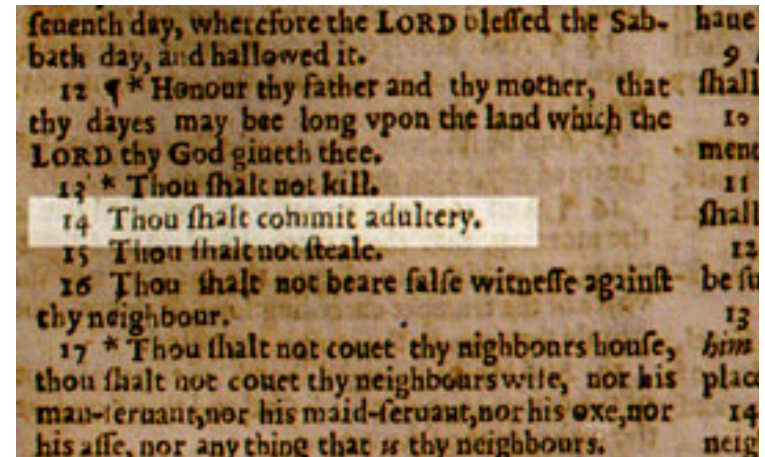 ſeuenth day, wherefore the LORD bleſſed the Sab-
bath day, and hallowed it.
12 ¶ * Honour thy father and thy mother, that
thy dayes may bee long vpon the land which the
LORD thy God giueth thee.
13 * Thou ſhalt not kill.
14 Thou ſhalt commit adultery.
15 Thou ſhalt not ſteale.
16 Thou ſhalt not beare falſe witneſſe againſt
thy neighbour.
17 * Thou ſhalt not couet thy nighbours houſe,
thou ſhalt not couet thy neighbours wife, nor his
man-ſeruant, nor his maid-ſeruant, nor his oxe, nor
his aſſe, nor any thing that is thy neighbours.
haue
9
ſhall
10
ment
11
ſhall
12
be ſu
13
him
place
14
neig